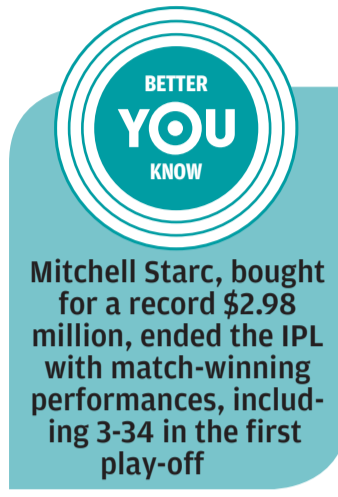 BETTER
YOU
KNOW
Mitchell Starc, bought
for a record $2.98
million, ended the IPL
with match-winning
performances, includ-
ing 3-34 in the first
play-off